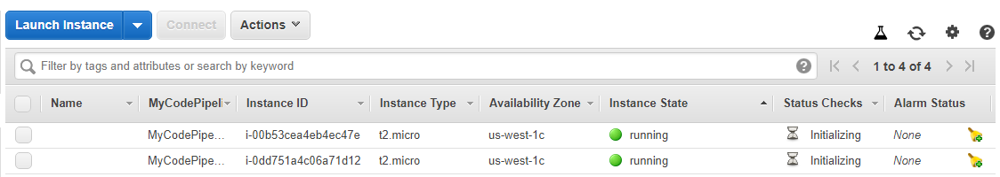 Launch Instance Connect Actions
Filter by tags and attributes or search by keyword ? 1 to 4 of 4 ?
Name MyCodePipel Instance ID Instance Type Availability Zone Instance State Status Checks Alarm Status
MyCodePipe... i-00b53cea4eb4ec47e t2.micro us-west-1c running Initializing None
MyCodePipe... i-0dd751a4c06a71d12 t2.micro us-west-1c running Initializing None